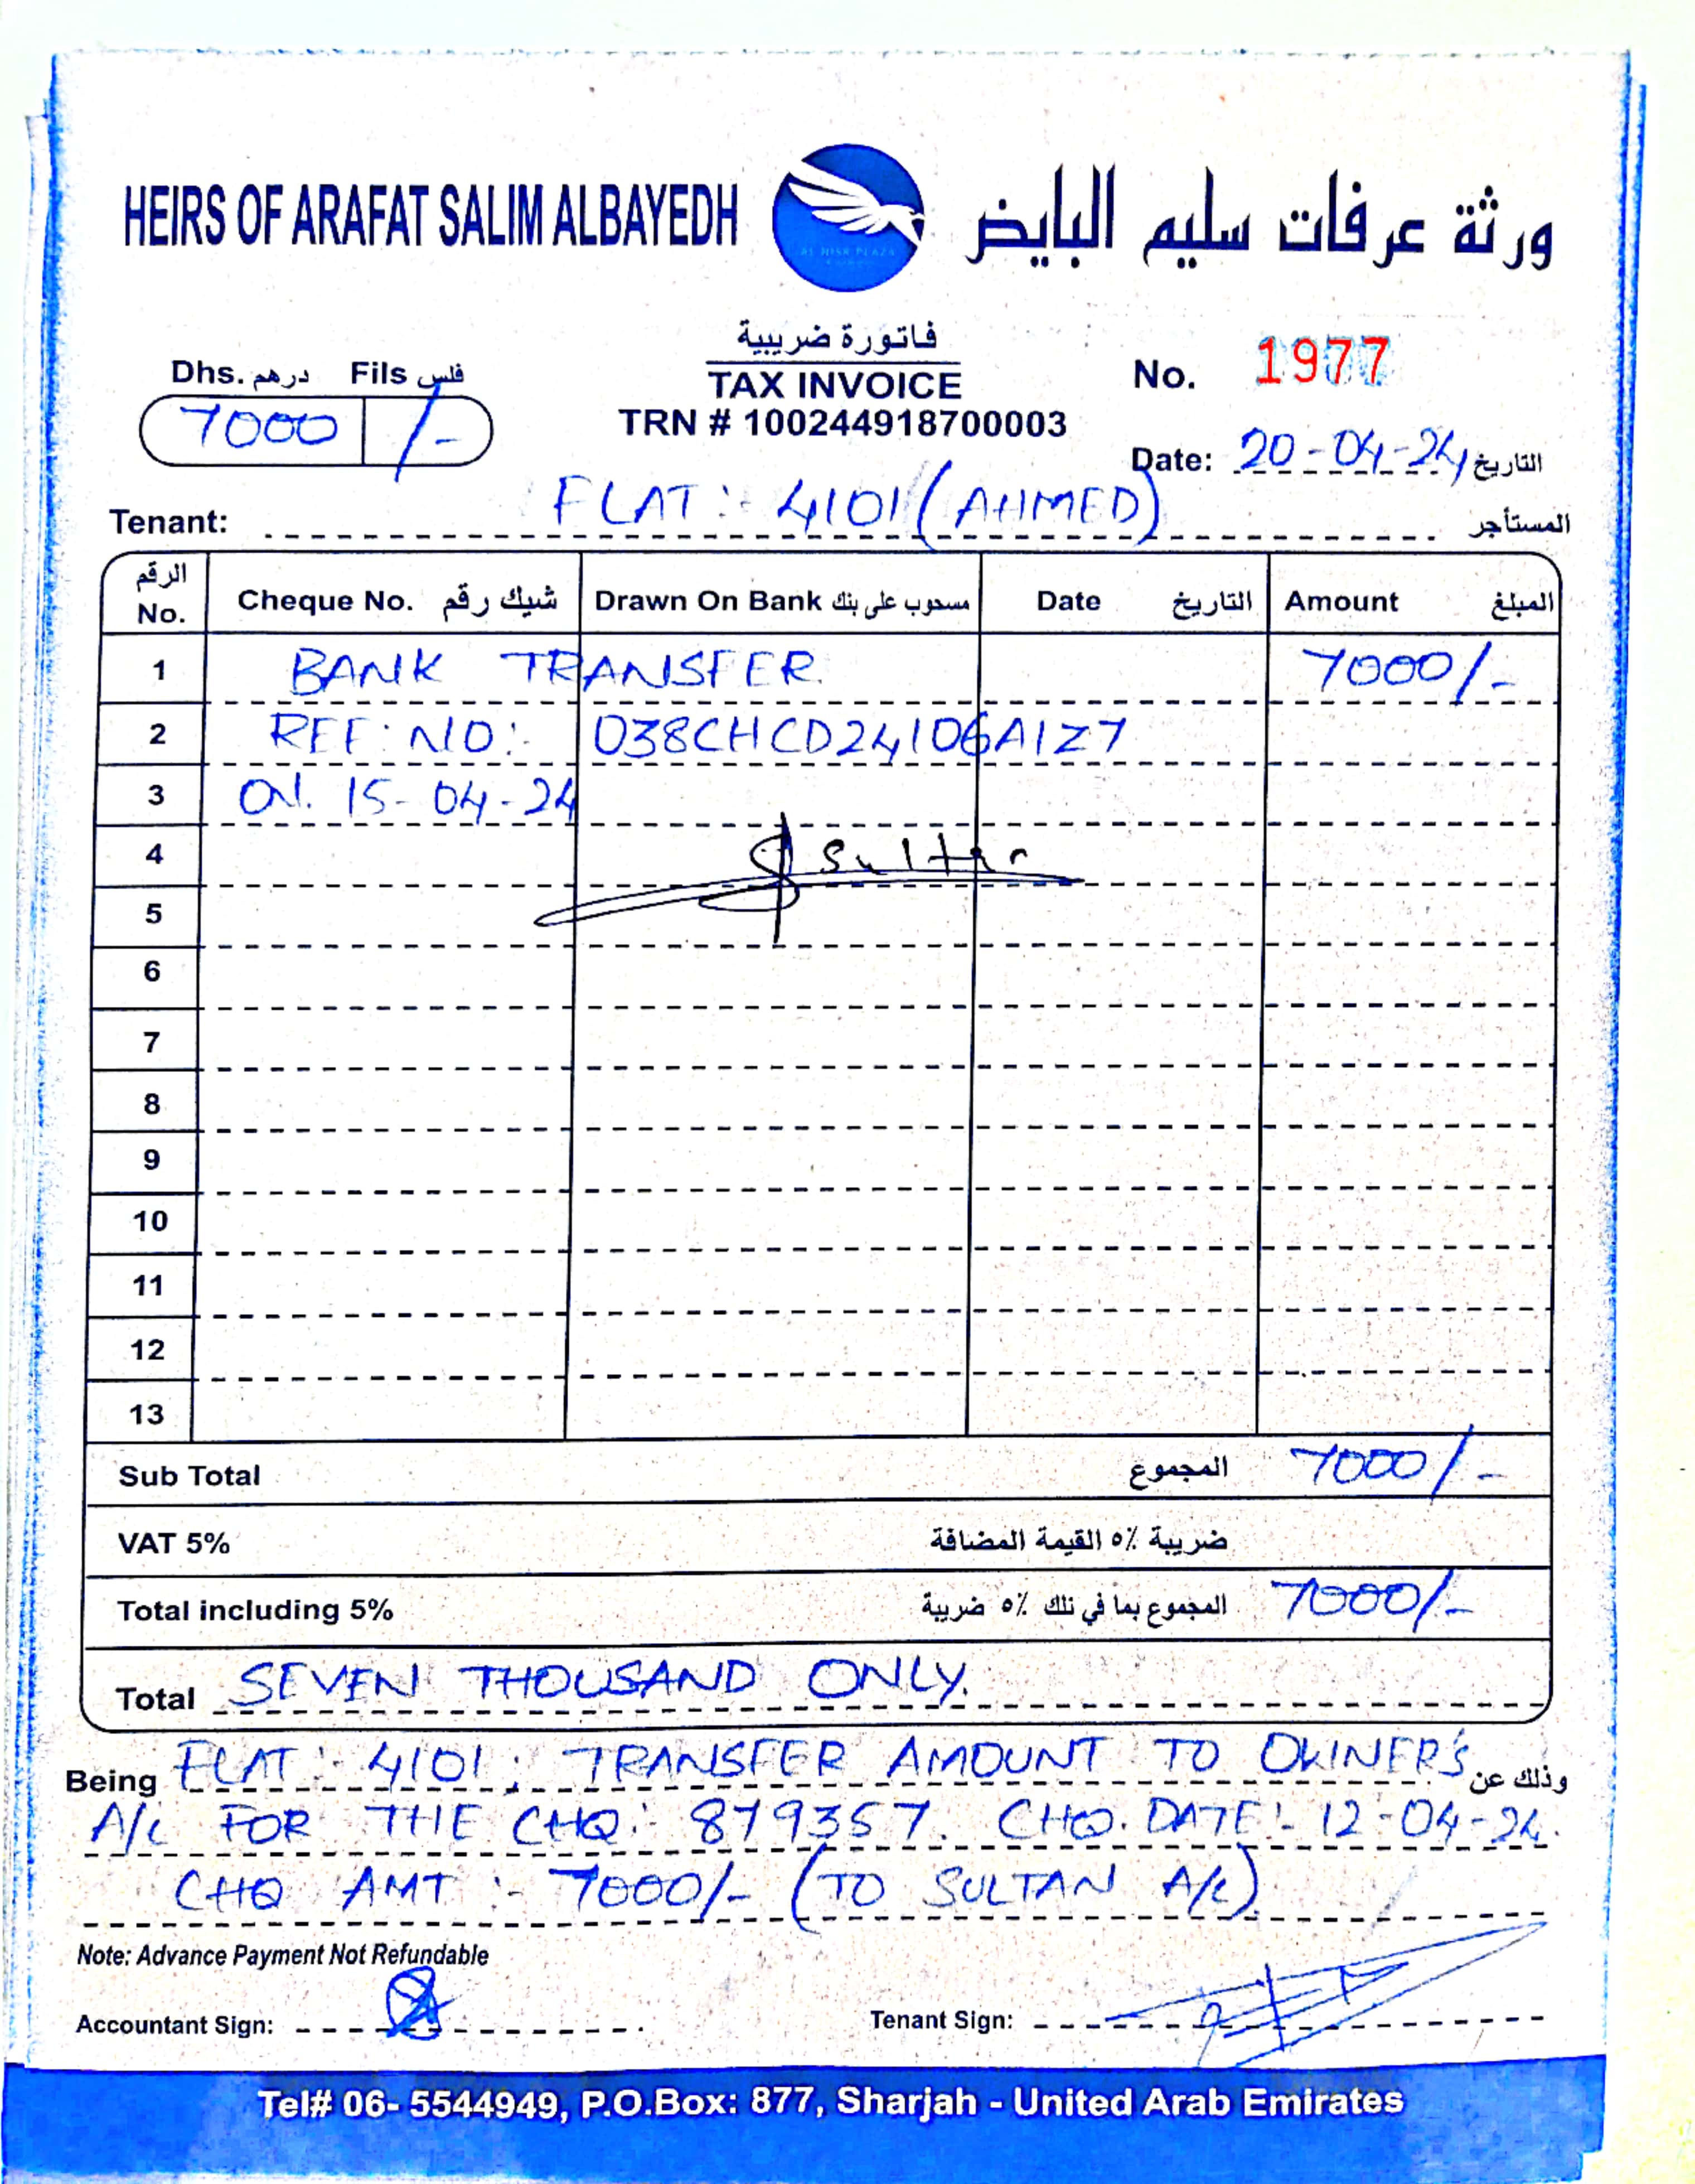 HEIRS OF ARAFAT SALIM ALBAYEDH ورثة عرفات سليم البايض
AL NISR PLAZA
Dhs. درهم Fils فلس
7000 /-
فاتورة ضريبية
TAX INVOICE
TRN # 100244918700003
No. 1977
Date: 20-04-24 التاريخ
Tenant: FLAT:- 4101 (AHMED) المستأجر
الرقم No. Cheque No. شيك رقم Drawn On Bank مسحوب على بنك Date التاريخ Amount المبلغ
1 BANK TRANSFER. 7000/-
2 REF: NO:- 038CHCD24106A1Z7
3 ON. 15-04-24
4 Sultan
5
6
7
8
9
10
11
12
13
Sub Total المجموع 7000/-
VAT 5% ضريبة ٥٪ القيمة المضافة
Total including 5% المجموع بما في ذلك ٥٪ ضريبة 7000/-
Total SEVEN THOUSAND ONLY.
Being FLAT:- 4101; TRANSFER AMOUNT TO OWNER'S وذلك عن
A/c FOR THE CHQ:- 879357. CHQ. DATE:- 12-04-24.
CHQ AMT :- 7000/- (TO SULTAN A/c).
Note: Advance Payment Not Refundable
Accountant Sign: Tenant Sign:
Tel# 06- 5544949, P.O.Box: 877, Sharjah - United Arab Emirates